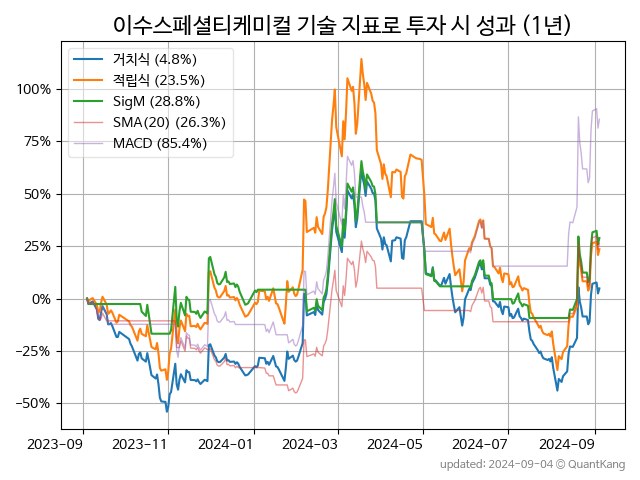 이수스페셜티케미컬 기술 지표로 투자 시 성과 (1년)
거치식 (4.8%)
적립식 (23.5%)
SigM (28.8%)
SMA(20) (26.3%)
MACD (85.4%)
100%
75%
50%
25%
0%
−25%
−50%
2023-09 2023-11 2024-01 2024-03 2024-05 2024-07 2024-09
updated: 2024-09-04 © QuantKang